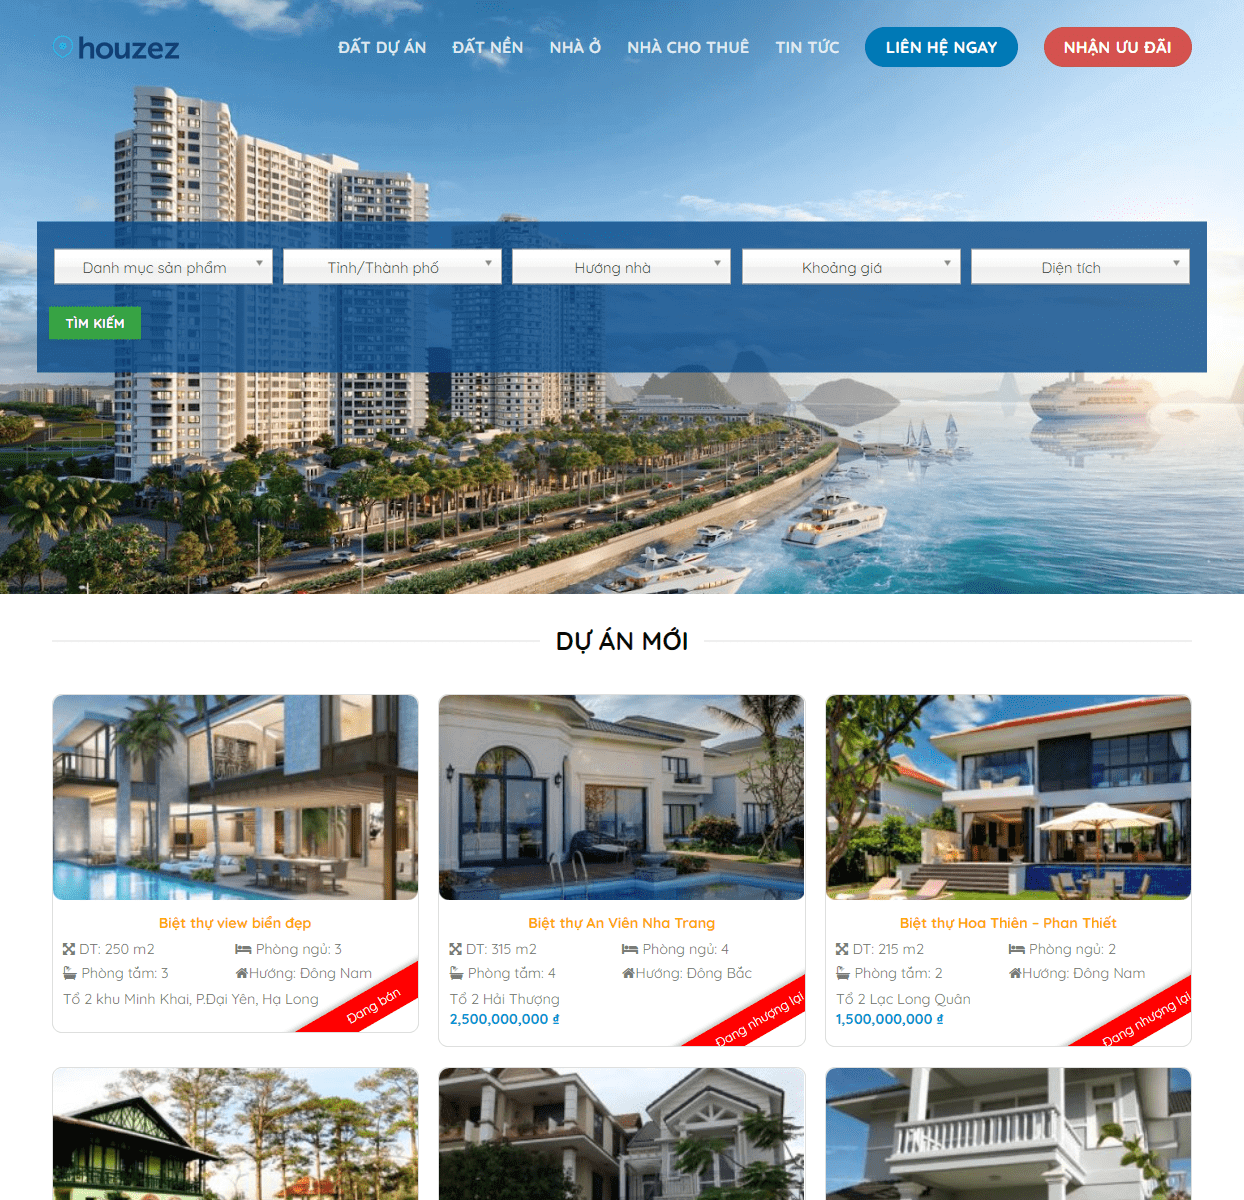 houzez
ĐẤT DỰ ÁN
ĐẤT NỀN
NHÀ Ở
NHÀ CHO THUÊ
TIN TỨC
LIÊN HỆ NGAY
NHẬN ƯU ĐÃI
Danh mục sản phẩm
Tỉnh/Thành phố
Hướng nhà
Khoảng giá
Diện tích
TÌM KIẾM
DỰ ÁN MỚI
Biệt thự view biển đẹp
DT: 250 m2
Phòng ngủ: 3
Phòng tắm: 3
Hướng: Đông Nam
Tổ 2 khu Minh Khai, P.Đại Yên, Hạ Long
Đang bán
Biệt thự An Viên Nha Trang
DT: 315 m2
Phòng ngủ: 4
Phòng tắm: 4
Hướng: Đông Bắc
Tổ 2 Hải Thượng
2,500,000,000 ₫
Đang nhượng lại
Biệt thự Hoa Thiên – Phan Thiết
DT: 215 m2
Phòng ngủ: 2
Phòng tắm: 2
Hướng: Đông Nam
Tổ 2 Lạc Long Quân
1,500,000,000 ₫
Đang nhượng lại